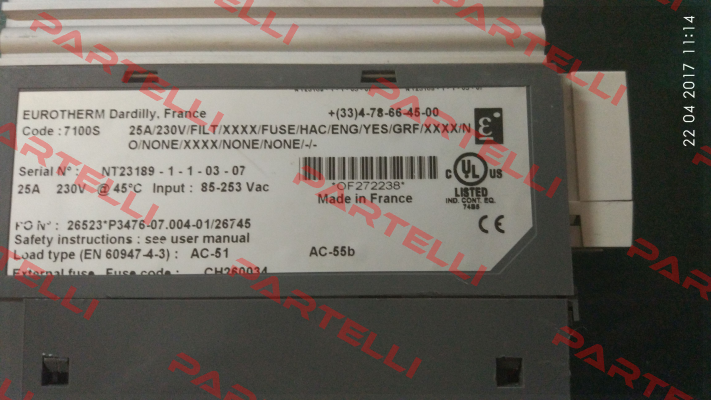 EUROTHERM Dardilly, France +(33)4-78-66-45-00
Code : 7100S 25A/230V/FILT/XXXX/FUSE/HAC/ENG/YES/GRF/XXXX/N
O/NONE/XXXX/NONE/NONE/-/-
Serial N° : NT23189 - 1 - 1 - 03 - 07
25A 230V @ 45°C Input : 85-253 Vac
*OF272238*
Made in France
C UL US
LISTED
IND. CONT. EQ.
74B5
26523*P3476-07.004-01/26745
Safety instructions : see user manual
Load type (EN 60947-4-3) : AC-51 AC-55b
External fuse Fuse code : CH260034
CE
22 04 2017 11:14
PARTELLI
PARTELLI
PARTELLI
PARTELLI
PARTELLI